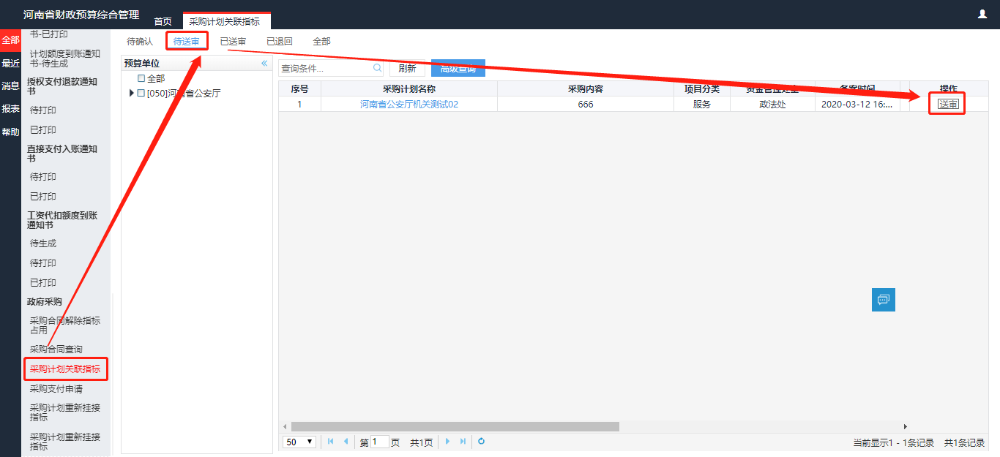 河南省财政预算综合管理
首页
采购计划关联指标
全部
最近
消息
报表
帮助
书-已打印
计划额度到账通知
书-待生成
授权支付退款通知
书
待打印
已打印
直接支付入账通知
书
待打印
已打印
工资代扣额度到账
通知书
待生成
待打印
已打印
政府采购
采购合同解除指标
占用
采购合同查询
采购计划关联指标
采购支付申请
采购计划重新挂接
指标
采购计划重新挂接
指标
待确认 待送审 已送审 已退回 全部
预算单位
全部
[050]河南省公安厅
查询条件... 刷新 高级查询
序号 采购计划名称 采购内容 项目分类 资金管理处室 备案时间 操作
1 河南省公安厅机关测试02 666 服务 政法处 2020-03-12 16:... 送审
50 第 1 页 共1页 当前显示1 - 1条记录 共1条记录